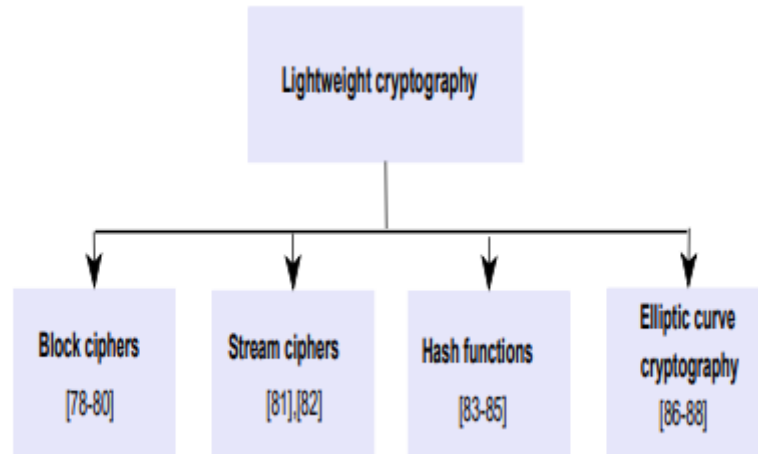 Lightweight cryptography
Block ciphers
[78-80]
Stream ciphers
[81],[82]
Hash functions
[83-85]
Elliptic curve
cryptography
[86-88]